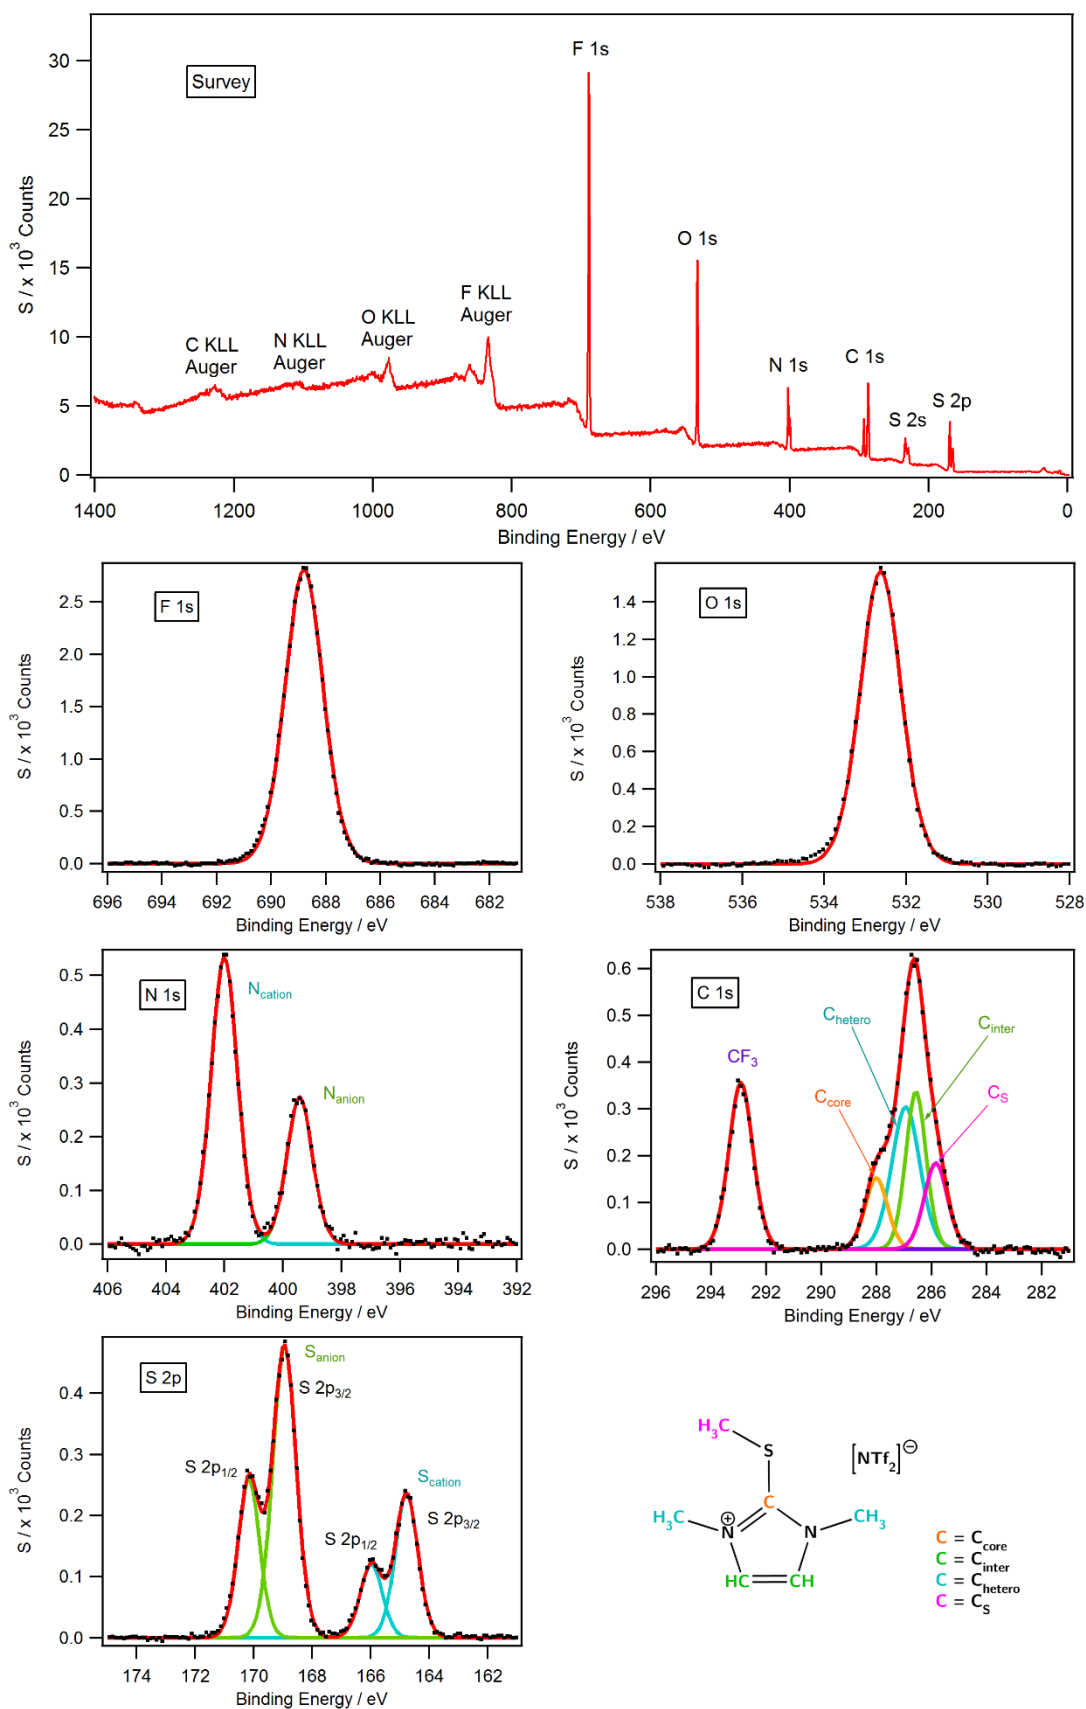 Survey
F 1s
O 1s
N 1s
C 1s
S 2s
S 2p
C KLL
Auger
N KLL
Auger
O KLL
Auger
F KLL
Auger
30
25
20
15
10
5
0
S / x 10³ Counts
1400 1200 1000 800 600 400 200 0
Binding Energy / eV
F 1s
2.5
2.0
1.5
1.0
0.5
0.0
S / x 10³ Counts
696 694 692 690 688 686 684 682
Binding Energy / eV
O 1s
1.4
1.2
1.0
0.8
0.6
0.4
0.2
0.0
S / x 10³ Counts
538 536 534 532 530 528
Binding Energy / eV
N 1s
N_cation
N_anion
0.5
0.4
0.3
0.2
0.1
0.0
S / x 10³ Counts
406 404 402 400 398 396 394 392
Binding Energy / eV
C 1s
CF₃
C_core
C_hetero
C_inter
C_S
0.6
0.5
0.4
0.3
0.2
0.1
0.0
S / x 10³ Counts
296 294 292 290 288 286 284 282
Binding Energy / eV
S 2p
S_anion
S 2p₃/₂
S 2p₁/₂
S_cation
S 2p₃/₂
S 2p₁/₂
0.4
0.3
0.2
0.1
0.0
S / x 10³ Counts
174 172 170 168 166 164 162
Binding Energy / eV
H₃C
S
[NTf₂]⊖
C
H₃C N ⊕ N CH₃
HC CH
C = C_core
C = C_inter
C = C_hetero
C = C_S